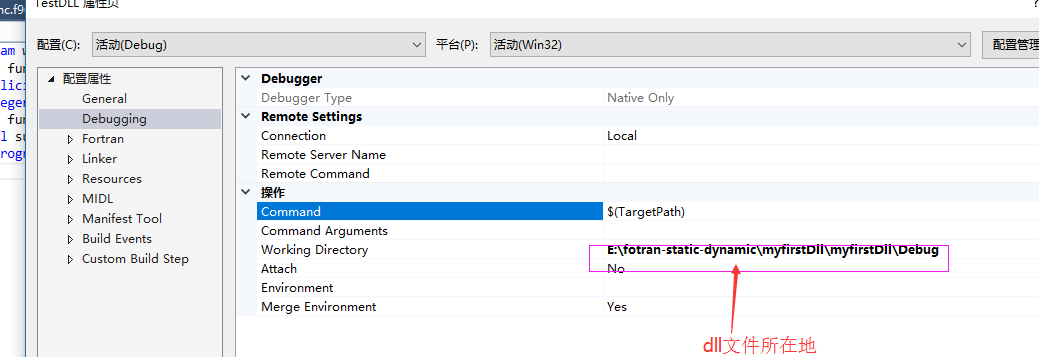 TestDLL 属性页
?
nc.f9
配置(C):
活动(Debug)
平台(P):
活动(Win32)
配置管理
am
fu
lici
eger
fu
l su
rogr
配置属性
General
Debugging
Fortran
Linker
Resources
MIDL
Manifest Tool
Build Events
Custom Build Step
Debugger
Debugger Type Native Only
Remote Settings
Connection Local
Remote Server Name
Remote Command
操作
Command $(TargetPath)
Command Arguments
Working Directory E:\fotran-static-dynamic\myfirstDll\myfirstDll\Debug
Attach No
Environment
Merge Environment Yes
dll文件所在地